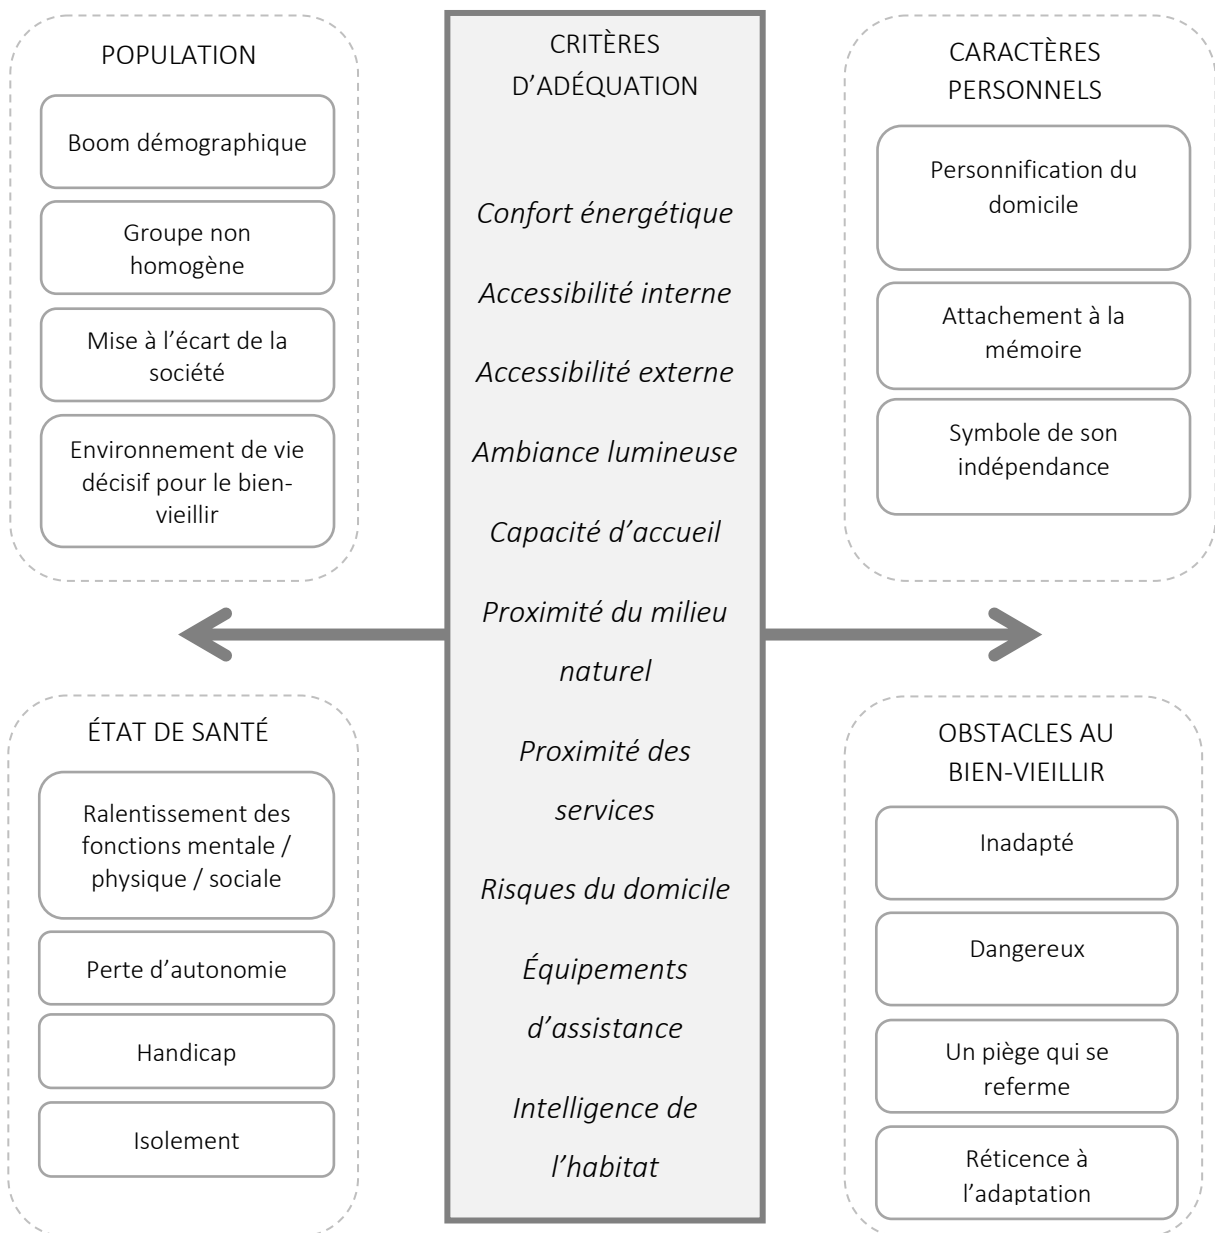 POPULATION
Boom démographique
Groupe non
homogène
Mise à l’écart de la
société
Environnement de vie
décisif pour le bien-
vieillir
ÉTAT DE SANTÉ
Ralentissement des
fonctions mentale /
physique / sociale
Perte d’autonomie
Handicap
Isolement
CRITÈRES
D’ADÉQUATION
Confort énergétique
Accessibilité interne
Accessibilité externe
Ambiance lumineuse
Capacité d’accueil
Proximité du milieu
naturel
Proximité des
services
Risques du domicile
Équipements
d’assistance
Intelligence de
l’habitat
CARACTÈRES
PERSONNELS
Personnification du
domicile
Attachement à la
mémoire
Symbole de son
indépendance
OBSTACLES AU
BIEN-VIEILLIR
Inadapté
Dangereux
Un piège qui se
referme
Réticence à
l’adaptation